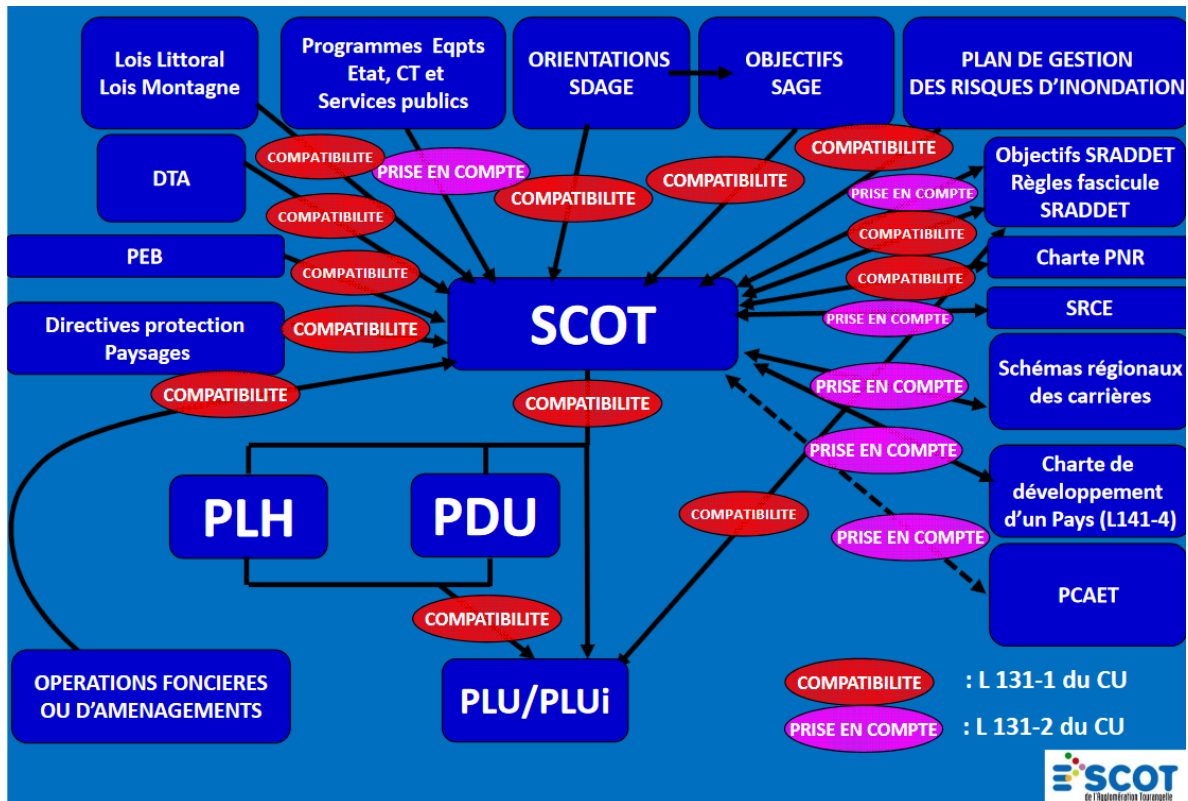 Lois Littoral
Lois Montagne
Programmes Eqpts
Etat, CT et
Services publics
ORIENTATIONS
SDAGE
OBJECTIFS
SAGE
PLAN DE GESTION
DES RISQUES D'INONDATION
COMPATIBILITE
PRISE EN COMPTE
COMPATIBILITE
COMPATIBILITE
COMPATIBILITE
DTA
COMPATIBILITE
Objectifs SRADDET
Règles fascicule
SRADDET
PRISE EN COMPTE
COMPATIBILITE
PEB
COMPATIBILITE
COMPATIBILITE
Charte PNR
Directives protection
Paysages
COMPATIBILITE
SCOT
PRISE EN COMPTE
SRCE
COMPATIBILITE
COMPATIBILITE
PRISE EN COMPTE
Schémas régionaux
des carrières
PRISE EN COMPTE
Charte de
développement
d'un Pays (L141-4)
PLH
PDU
COMPATIBILITE
PRISE EN COMPTE
PCAET
COMPATIBILITE
OPERATIONS FONCIERES
OU D'AMENAGEMENTS
PLU/PLUi
COMPATIBILITE : L 131-1 du CU
PRISE EN COMPTE : L 131-2 du CU
SCOT
de l'Agglomération Tourangelle